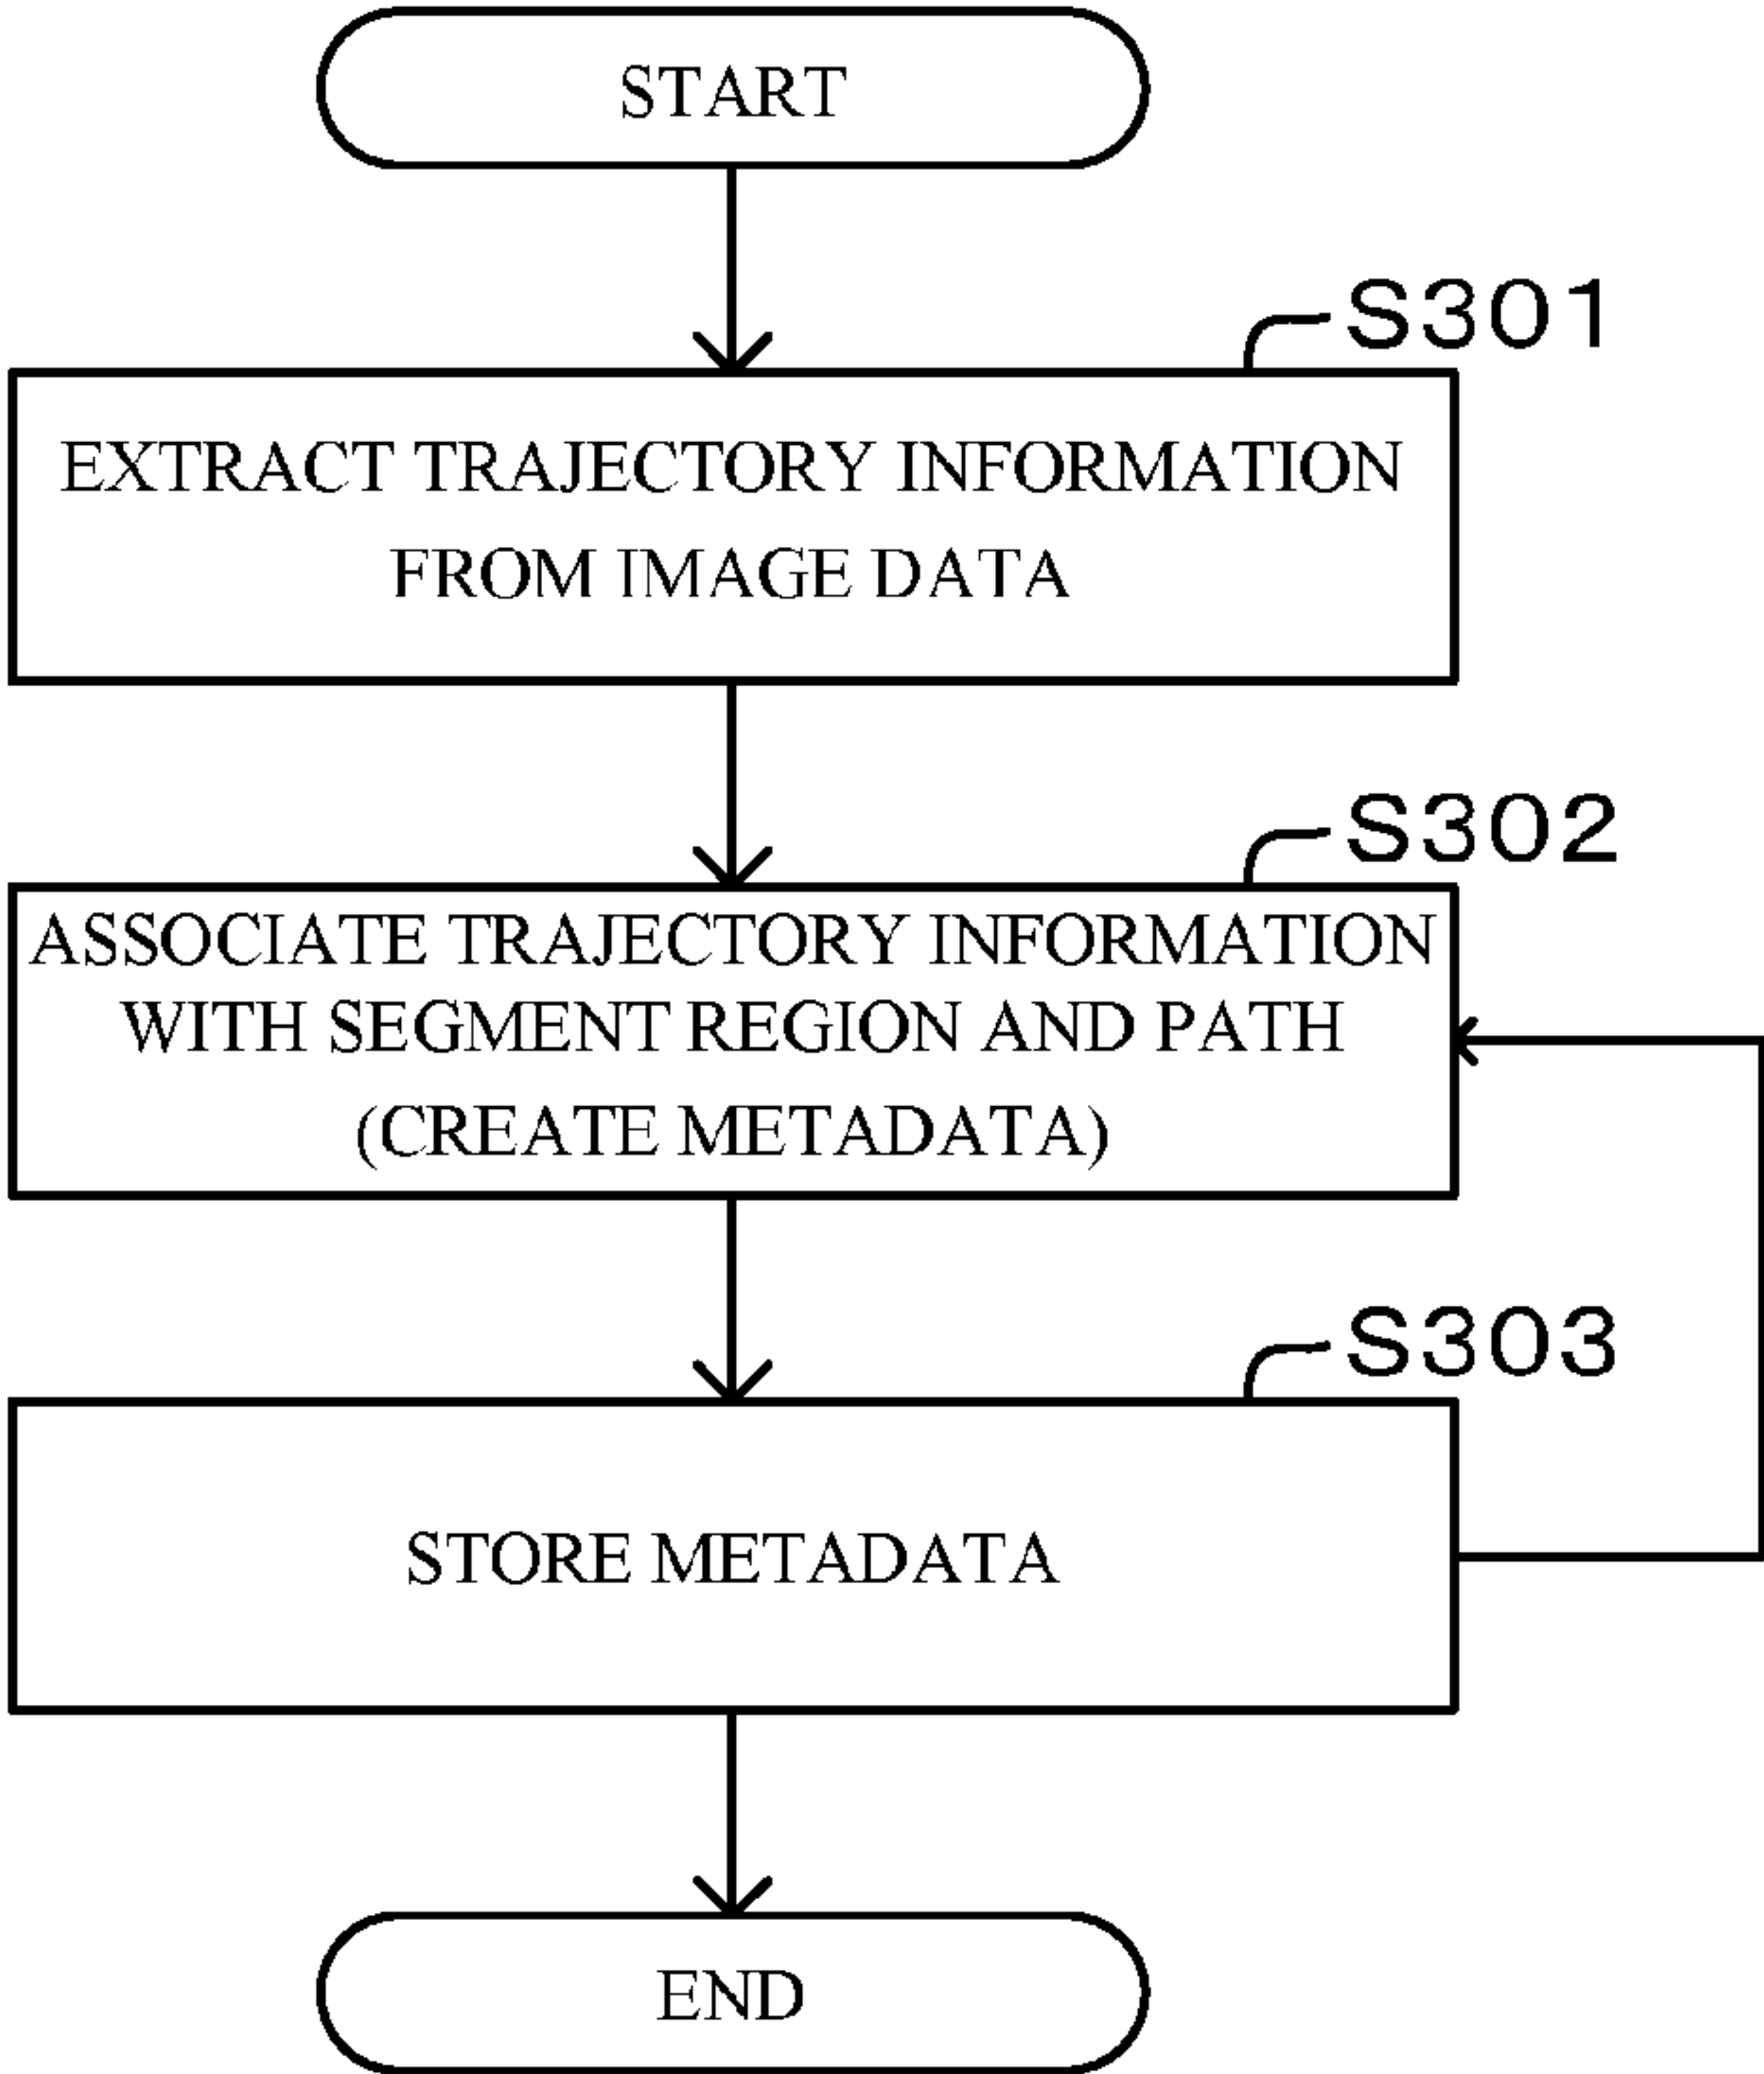 START
S301
EXTRACT TRAJECTORY INFORMATION
FROM IMAGE DATA
S302
ASSOCIATE TRAJECTORY INFORMATION
WITH SEGMENT REGION AND PATH
(CREATE METADATA)
S303
STORE METADATA
END